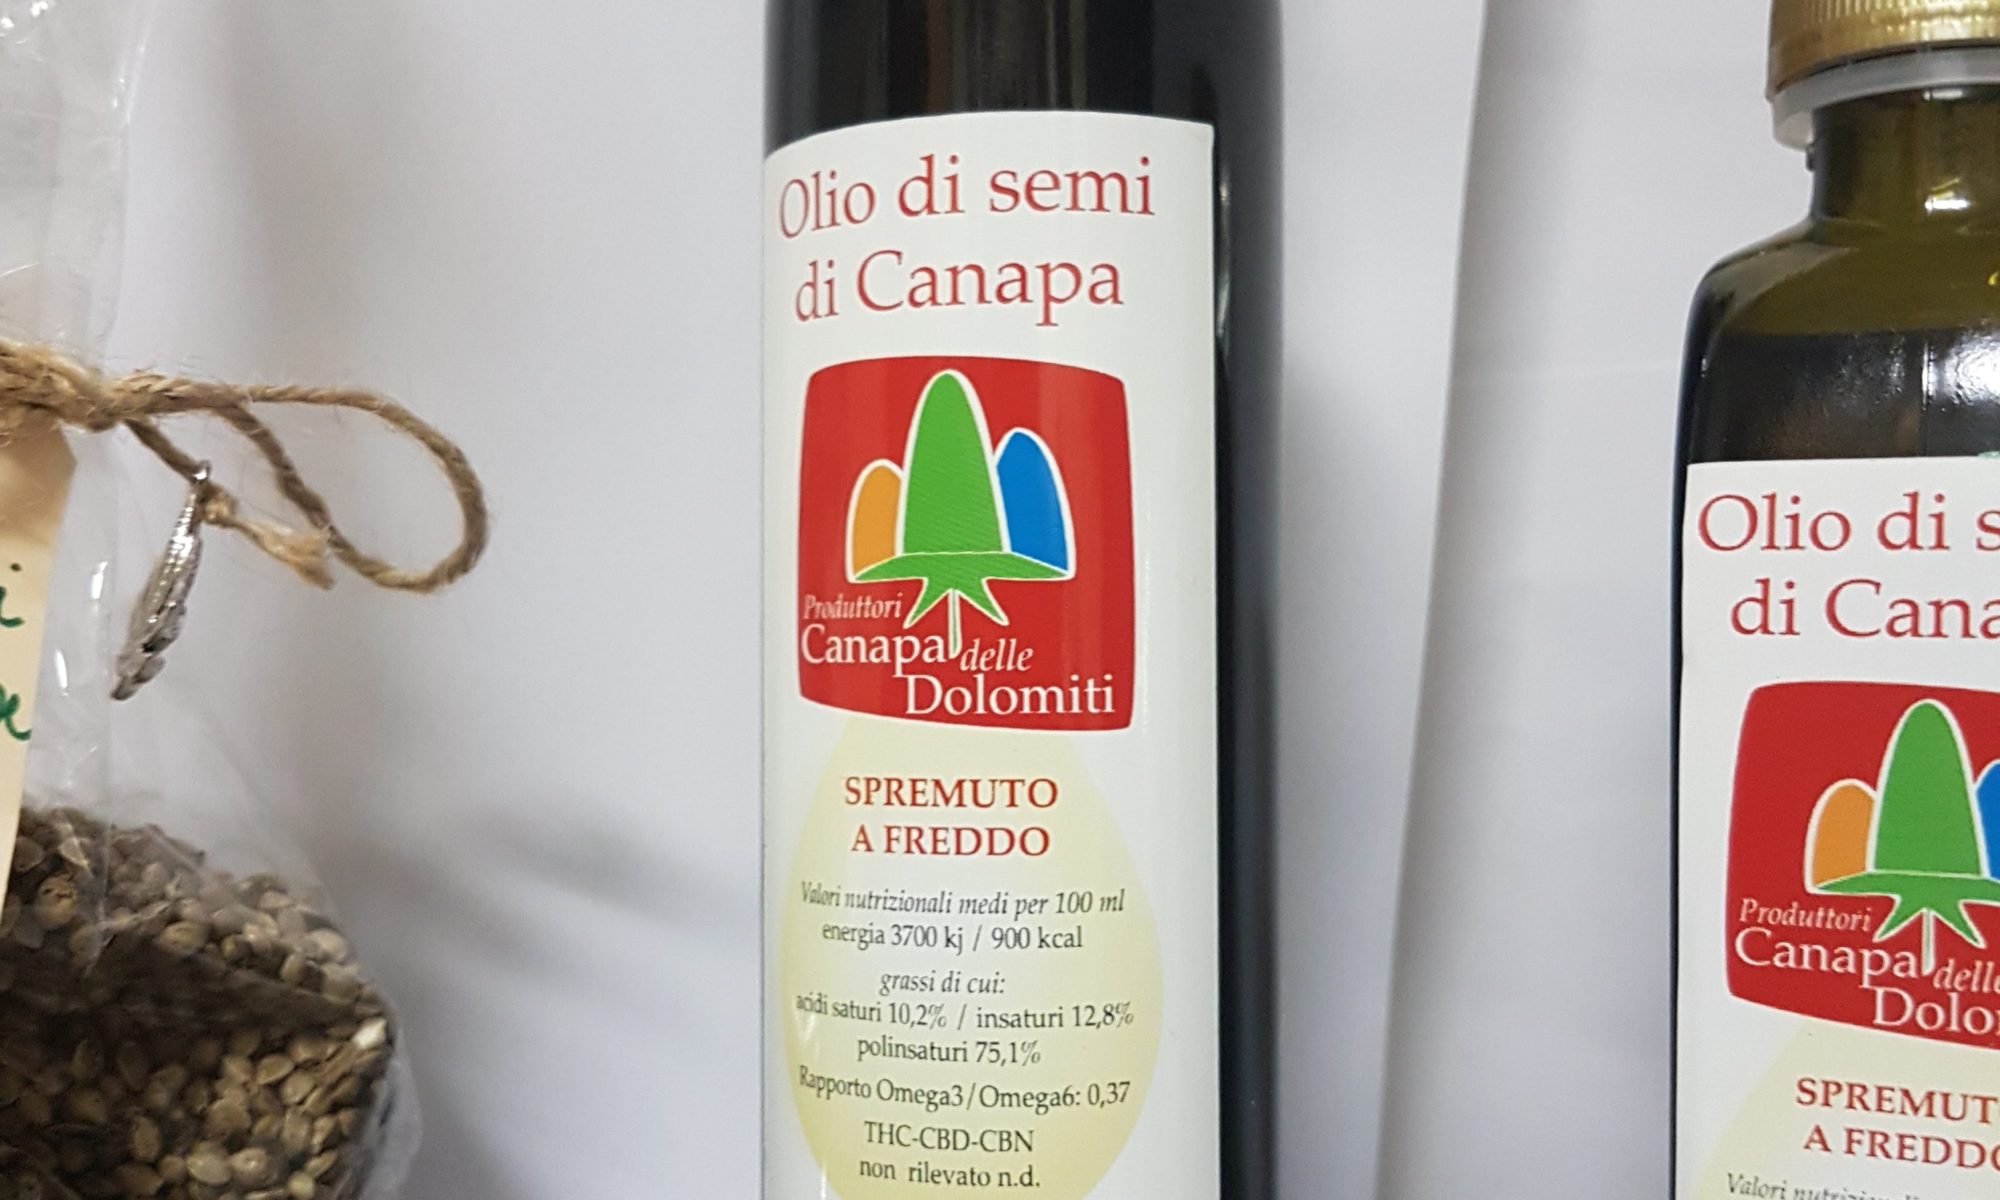 Olio di semi
di Canapa
Produttori
Canapa delle
Dolomiti
SPREMUTO
A FREDDO
Valori nutrizionali medi per 100 ml
energia 3700 kj / 900 kcal
grassi di cui:
acidi saturi 10,2% / insaturi 12,8%
polinsaturi 75,1%
Rapporto Omega3/Omega6: 0,37
THC-CBD-CBN
non rilevato n.d.
Olio di s
di Cana
Produttori
Canapa delle
Dolo
SPREMUT
A FREDDO
Valori